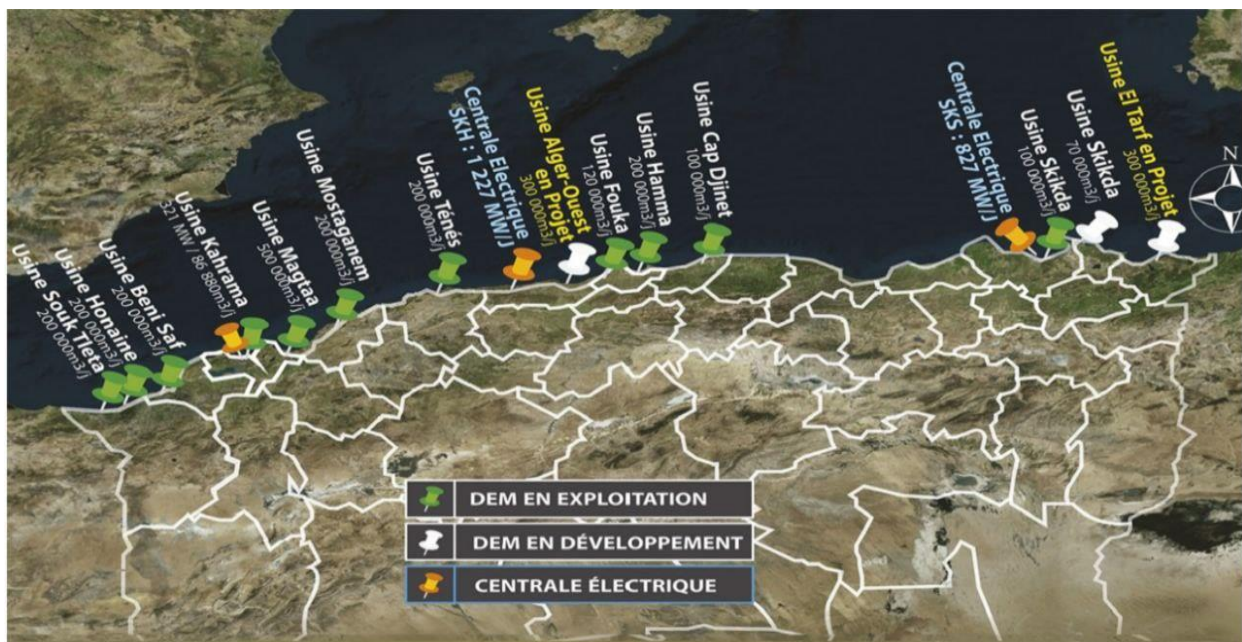 Usine Souk Tleta
200 000m3/j
Usine Honaine
200 000m3/j
Usine Beni Saf
200 000m3/j
Usine Kahrama
321 MW / 86 880m3/j
Usine Magtaa
500 000m3/j
Usine Mostaganem
200 000m3/j
Usine Ténés
200 000m3/j
Centrale Electrique
SKH : 1 227 MW/J
Usine Alger-Ouest
en Projet
300 000m3/j
Usine Fouka
120 000m3/j
Usine Hamma
200 000m3/j
Usine Cap Djinet
100 000m3/j
Centrale Electrique
SKS : 827 MW/J
Usine Skikda
100 000m3/j
Usine Skikda
70 000m3/j
Usine El Tarf en Projet
300 000m3/j
N
DEM EN EXPLOITATION
DEM EN DÉVELOPPEMENT
CENTRALE ÉLECTRIQUE